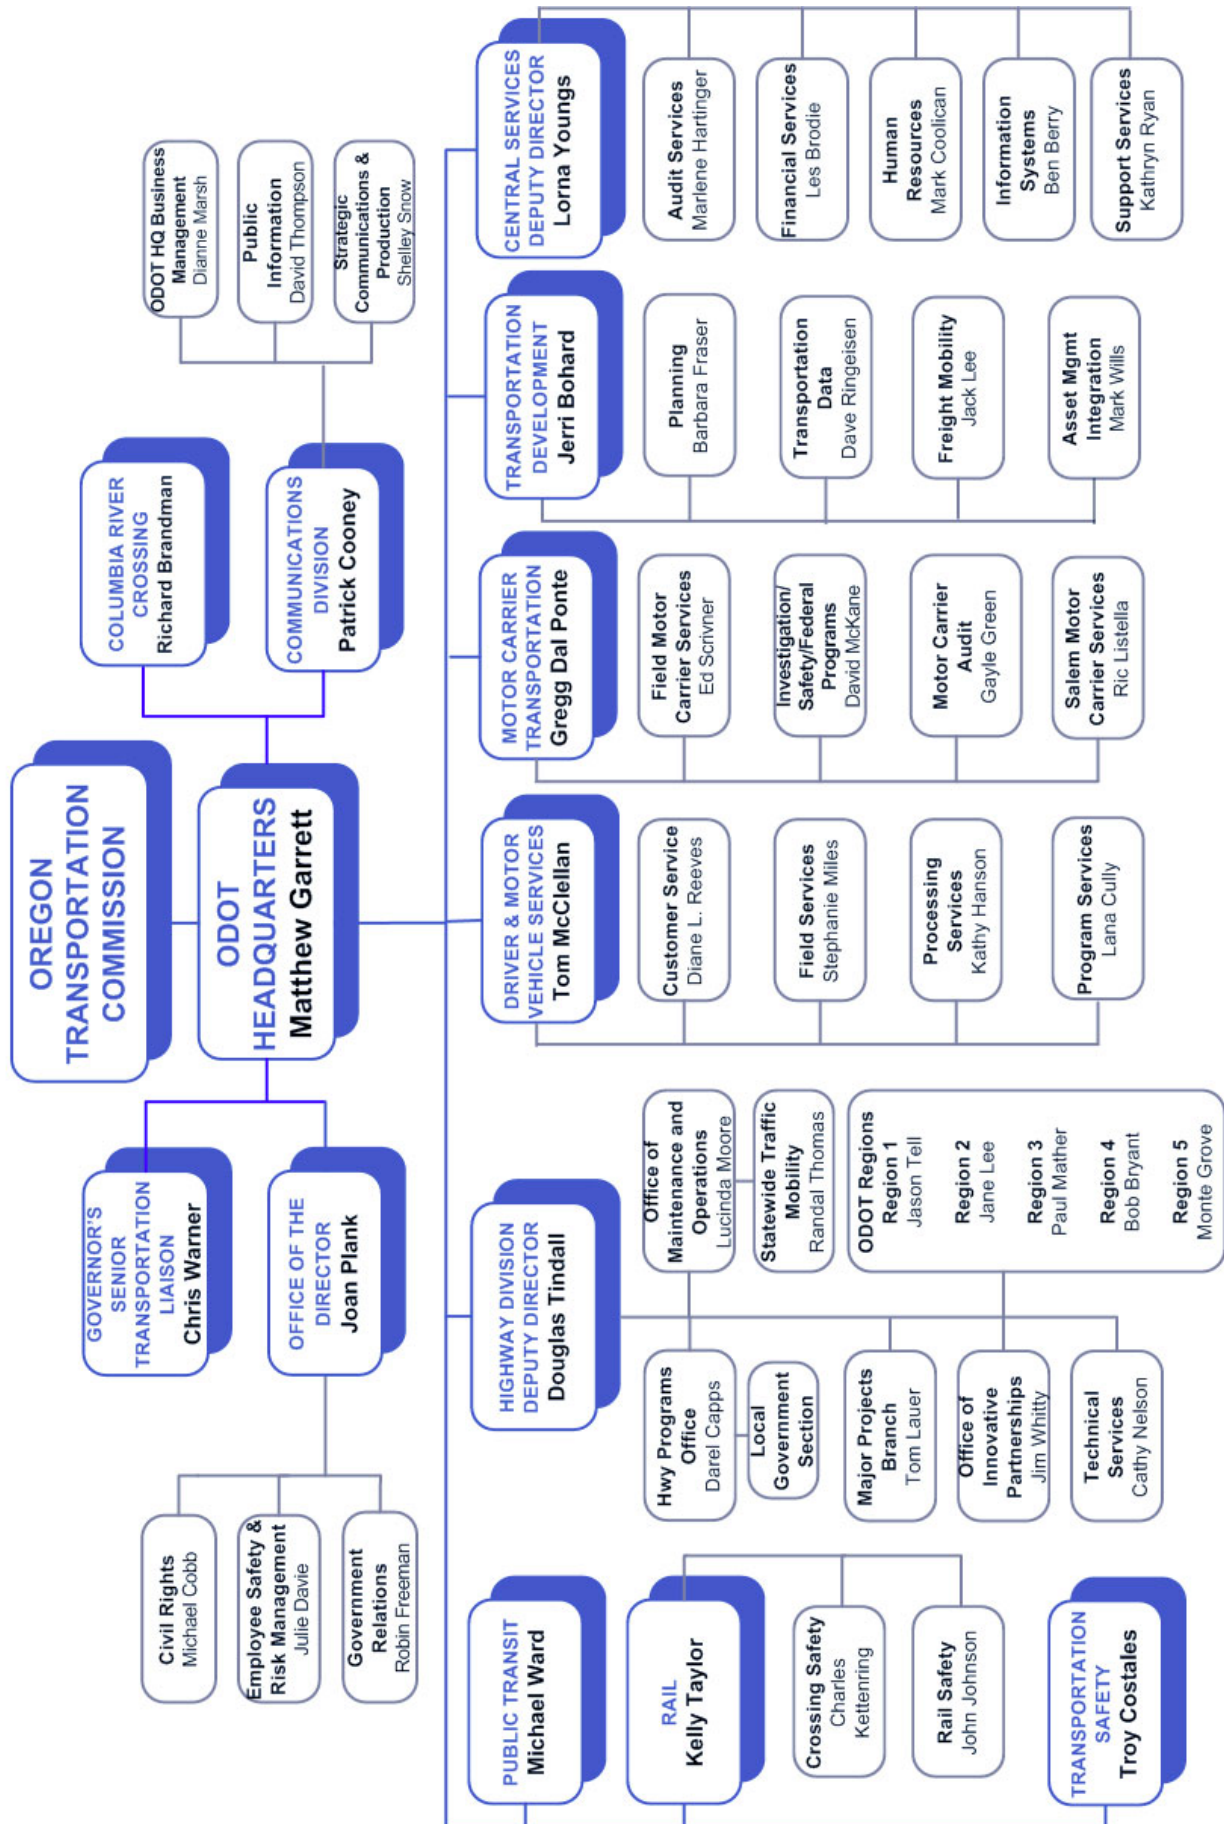 OREGON
TRANSPORTATION
COMMISSION
ODOT
HEADQUARTERS
Matthew Garrett
GOVERNOR'S
SENIOR
TRANSPORTATION
LIAISON
Chris Warner
OFFICE OF THE
DIRECTOR
Joan Plank
COLUMBIA RIVER
CROSSING
Richard Brandman
COMMUNICATIONS
DIVISION
Patrick Cooney
Civil Rights
Michael Cobb
Employee Safety &
Risk Management
Julie Davie
Government
Relations
Robin Freeman
ODOT HQ Business
Management
Dianne Marsh
Public
Information
David Thompson
Strategic
Communications &
Production
Shelley Snow
PUBLIC TRANSIT
Michael Ward
RAIL
Kelly Taylor
Crossing Safety
Charles
Kettenring
Rail Safety
John Johnson
TRANSPORTATION
SAFETY
Troy Costales
HIGHWAY DIVISION
DEPUTY DIRECTOR
Douglas Tindall
Hwy Programs
Office
Darel Capps
Local
Government
Section
Major Projects
Branch
Tom Lauer
Office of
Innovative
Partnerships
Jim Whitty
Technical
Services
Cathy Nelson
Office of
Maintenance and
Operations
Lucinda Moore
Statewide Traffic
Mobility
Randal Thomas
ODOT Regions
Region 1
Jason Tell
Region 2
Jane Lee
Region 3
Paul Mather
Region 4
Bob Bryant
Region 5
Monte Grove
DRIVER & MOTOR
VEHICLE SERVICES
Tom McClellan
Customer Service
Diane L. Reeves
Field Services
Stephanie Miles
Processing
Services
Kathy Hanson
Program Services
Lana Cully
MOTOR CARRIER
TRANSPORTATION
Gregg Dal Ponte
Field Motor
Carrier Services
Ed Scrivner
Investigation/
Safety/Federal
Programs
David McKane
Motor Carrier
Audit
Gayle Green
Salem Motor
Carrier Services
Ric Listella
TRANSPORTATION
DEVELOPMENT
Jerri Bohard
Planning
Barbara Fraser
Transportation
Data
Dave Ringeisen
Freight Mobility
Jack Lee
Asset Mgmt
Integration
Mark Wills
CENTRAL SERVICES
DEPUTY DIRECTOR
Lorna Youngs
Audit Services
Marlene Hartinger
Financial Services
Les Brodie
Human
Resources
Mark Coolican
Information
Systems
Ben Berry
Support Services
Kathryn Ryan